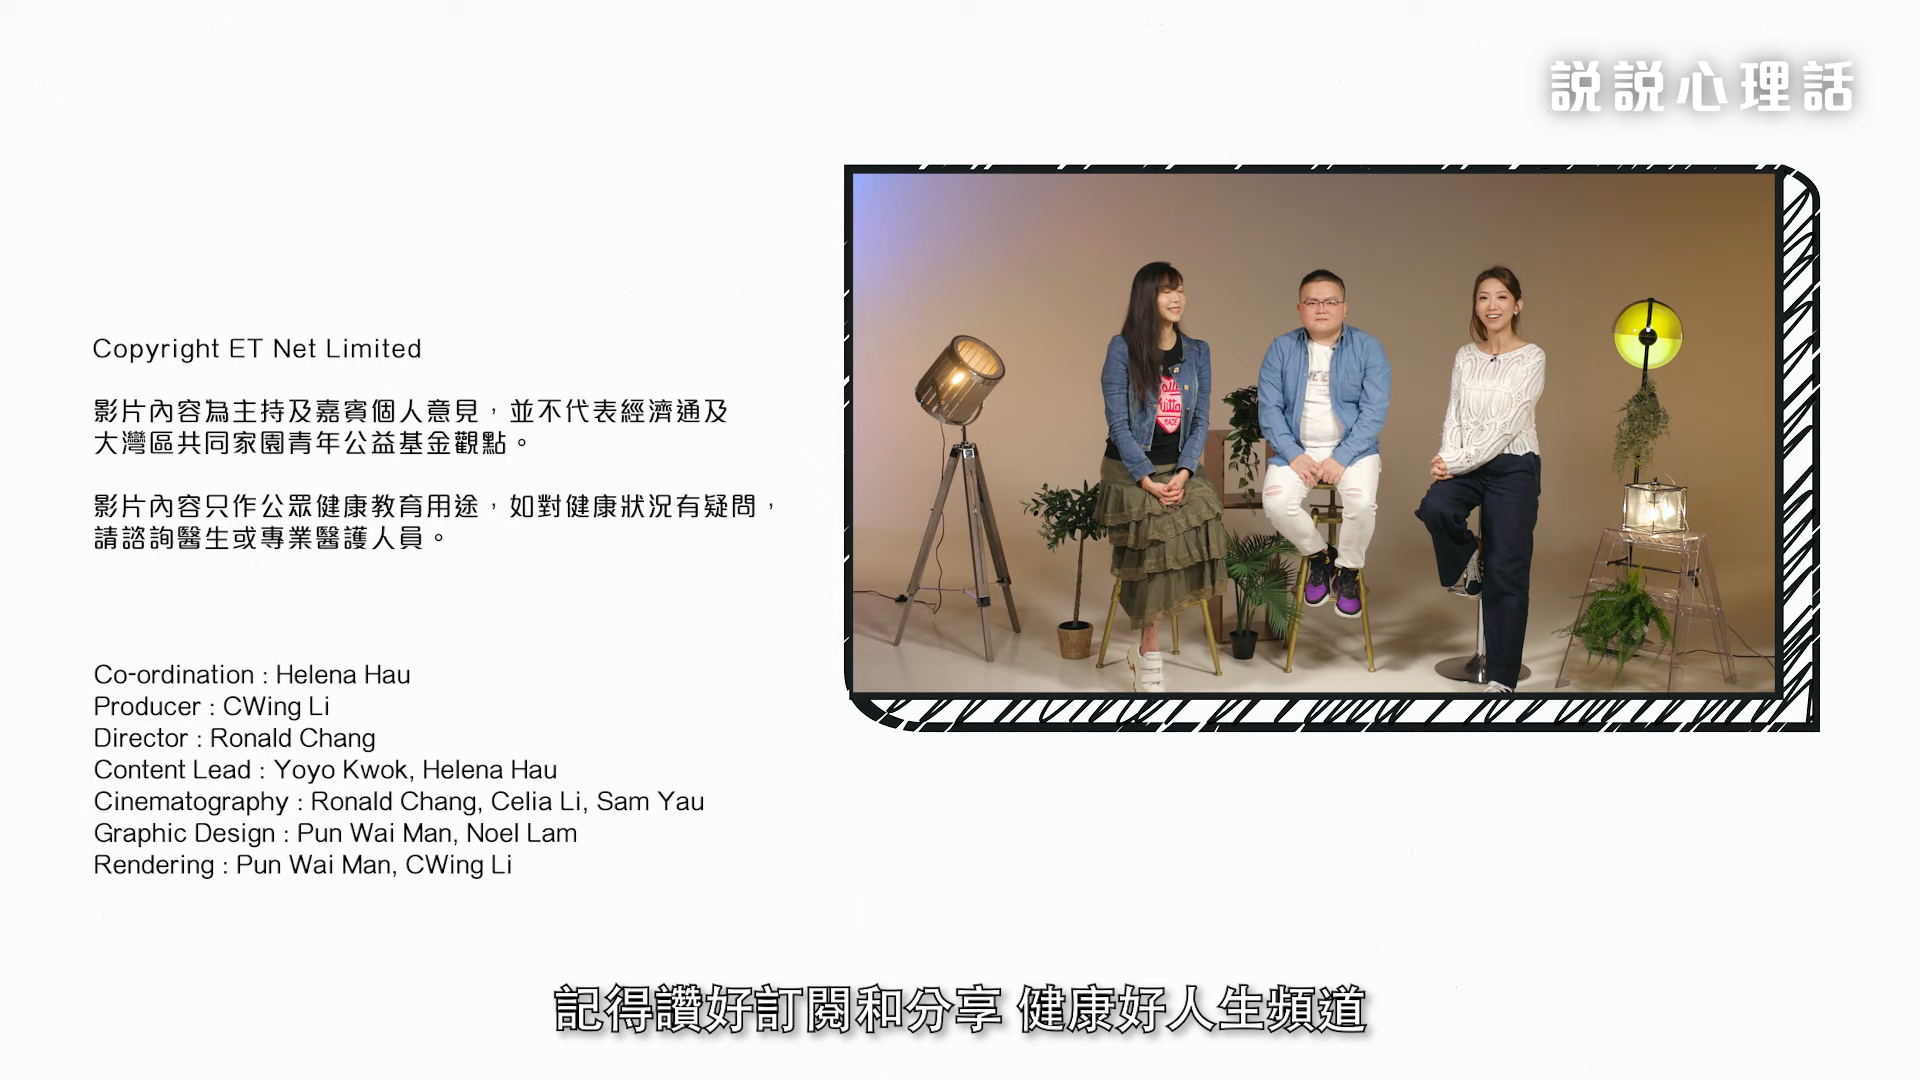 説説心理話
Copyright ET Net Limited
影片內容為主持及嘉賓個人意見，並不代表經濟通及
大灣區共同家園青年公益基金觀點。
影片內容只作公眾健康教育用途，如對健康狀況有疑問，
請諮詢醫生或專業醫護人員。
Co-ordination : Helena Hau
Producer : CWing Li
Director : Ronald Chang
Content Lead : Yoyo Kwok, Helena Hau
Cinematography : Ronald Chang, Celia Li, Sam Yau
Graphic Design : Pun Wai Man, Noel Lam
Rendering : Pun Wai Man, CWing Li
記得讚好訂閱和分享 健康好人生頻道